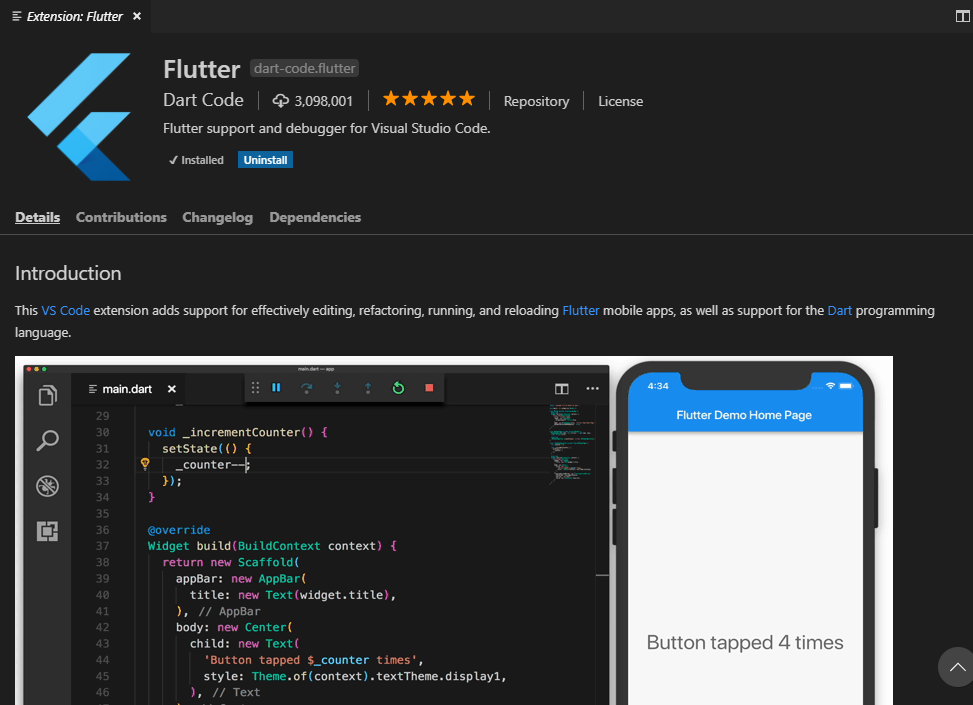 Extension: Flutter
Flutter dart-code.flutter
Dart Code 3,098,001 Repository License
Flutter support and debugger for Visual Studio Code.
✓ Installed Uninstall
Details Contributions Changelog Dependencies
Introduction
This VS Code extension adds support for effectively editing, refactoring, running, and reloading Flutter mobile apps, as well as support for the Dart programming
language.
main.dart — app
main.dart
29
30 void _incrementCounter() {
31 setState(() {
32 _counter--;
33 });
34 }
35
36 @override
37 Widget build(BuildContext context) {
38 return new Scaffold(
39 appBar: new AppBar(
40 title: new Text(widget.title),
41 ), // AppBar
42 body: new Center(
43 child: new Text(
44 'Button tapped $_counter times',
45 style: Theme.of(context).textTheme.display1,
46 ), // Text
4:34
Flutter Demo Home Page
Button tapped 4 times